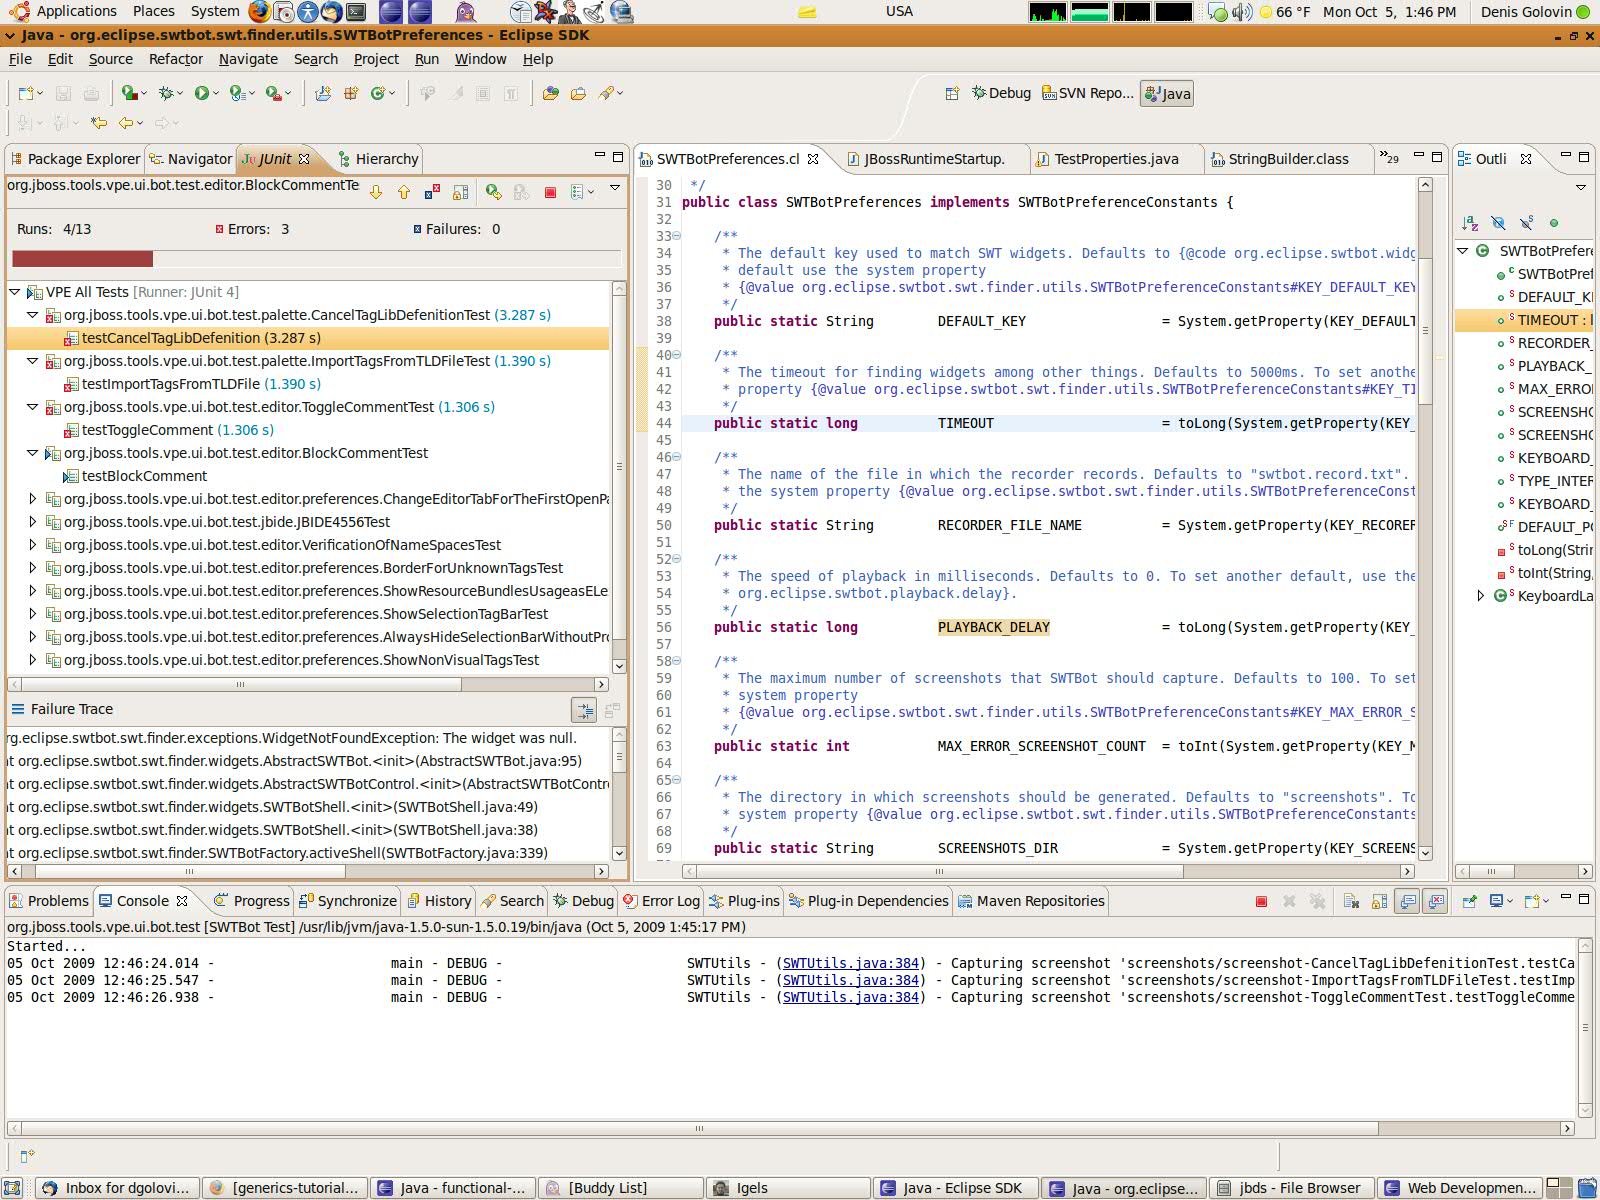 Applications Places System USA 66 °F Mon Oct 5, 1:46 PM Denis Golovin
Java - org.eclipse.swtbot.swt.finder.utils.SWTBotPreferences - Eclipse SDK
File Edit Source Refactor Navigate Search Project Run Window Help
Debug SVN Repo... Java
Package Explorer Navigator JUnit Hierarchy
org.jboss.tools.vpe.ui.bot.test.editor.BlockCommentTe
Runs: 4/13 Errors: 3 Failures: 0
VPE All Tests [Runner: JUnit 4]
org.jboss.tools.vpe.ui.bot.test.palette.CancelTagLibDefenitionTest (3.287 s)
testCancelTagLibDefenition (3.287 s)
org.jboss.tools.vpe.ui.bot.test.palette.ImportTagsFromTLDFileTest (1.390 s)
testImportTagsFromTLDFile (1.390 s)
org.jboss.tools.vpe.ui.bot.test.editor.ToggleCommentTest (1.306 s)
testToggleComment (1.306 s)
org.jboss.tools.vpe.ui.bot.test.editor.BlockCommentTest
testBlockComment
org.jboss.tools.vpe.ui.bot.test.editor.preferences.ChangeEditorTabForTheFirstOpenPa
org.jboss.tools.vpe.ui.bot.test.jbide.JBIDE4556Test
org.jboss.tools.vpe.ui.bot.test.editor.VerificationOfNameSpacesTest
org.jboss.tools.vpe.ui.bot.test.editor.preferences.BorderForUnknownTagsTest
org.jboss.tools.vpe.ui.bot.test.editor.preferences.ShowResourceBundlesUsageasELe
org.jboss.tools.vpe.ui.bot.test.editor.preferences.ShowSelectionTagBarTest
org.jboss.tools.vpe.ui.bot.test.editor.preferences.AlwaysHideSelectionBarWithoutPro
org.jboss.tools.vpe.ui.bot.test.editor.preferences.ShowNonVisualTagsTest
Failure Trace
rg.eclipse.swtbot.swt.finder.exceptions.WidgetNotFoundException: The widget was null.
at org.eclipse.swtbot.swt.finder.widgets.AbstractSWTBot.<init>(AbstractSWTBot.java:95)
at org.eclipse.swtbot.swt.finder.widgets.AbstractSWTBotControl.<init>(AbstractSWTBotContr
at org.eclipse.swtbot.swt.finder.widgets.SWTBotShell.<init>(SWTBotShell.java:49)
at org.eclipse.swtbot.swt.finder.widgets.SWTBotShell.<init>(SWTBotShell.java:38)
at org.eclipse.swtbot.swt.finder.SWTBotFactory.activeShell(SWTBotFactory.java:339)
SWTBotPreferences.cl JBossRuntimeStartup. TestProperties.java StringBuilder.class »29
30 */
31 public class SWTBotPreferences implements SWTBotPreferenceConstants {
32
33 /**
34 * The default key used to match SWT widgets. Defaults to {@code org.eclipse.swtbot.widg
35 * default use the system property
36 * {@value org.eclipse.swtbot.swt.finder.utils.SWTBotPreferenceConstants#KEY_DEFAULT_KEY
37 */
38 public static String DEFAULT_KEY = System.getProperty(KEY_DEFAULT
39
40 /**
41 * The timeout for finding widgets among other things. Defaults to 5000ms. To set anothe
42 * property {@value org.eclipse.swtbot.swt.finder.utils.SWTBotPreferenceConstants#KEY_TI
43 */
44 public static long TIMEOUT = toLong(System.getProperty(KEY_
45
46 /**
47 * The name of the file in which the recorder records. Defaults to "swtbot.record.txt".
48 * the system property {@value org.eclipse.swtbot.swt.finder.utils.SWTBotPreferenceConst
49 */
50 public static String RECORDER_FILE_NAME = System.getProperty(KEY_RECORER
51
52 /**
53 * The speed of playback in milliseconds. Defaults to 0. To set another default, use the
54 * org.eclipse.swtbot.playback.delay}.
55 */
56 public static long PLAYBACK_DELAY = toLong(System.getProperty(KEY_
57
58 /**
59 * The maximum number of screenshots that SWTBot should capture. Defaults to 100. To set
60 * system property
61 * {@value org.eclipse.swtbot.swt.finder.utils.SWTBotPreferenceConstants#KEY_MAX_ERROR_S
62 */
63 public static int MAX_ERROR_SCREENSHOT_COUNT = toInt(System.getProperty(KEY_M
64
65 /**
66 * The directory in which screenshots should be generated. Defaults to "screenshots". To
67 * system property {@value org.eclipse.swtbot.swt.finder.utils.SWTBotPreferenceConstants
68 */
69 public static String SCREENSHOTS_DIR = System.getProperty(KEY_SCREENS
Outli
SWTBotPrefere
SWTBotPref
DEFAULT_KE
TIMEOUT : l
RECORDER_
PLAYBACK_
MAX_ERRO
SCREENSHO
SCREENSHO
KEYBOARD_
TYPE_INTER
KEYBOARD_
DEFAULT_PO
toLong(Strin
toInt(String,
KeyboardLa
Problems Console Progress Synchronize History Search Debug Error Log Plug-ins Plug-in Dependencies Maven Repositories
org.jboss.tools.vpe.ui.bot.test [SWTBot Test] /usr/lib/jvm/java-1.5.0-sun-1.5.0.19/bin/java (Oct 5, 2009 1:45:17 PM)
Started...
05 Oct 2009 12:46:24.014 - main - DEBUG - SWTUtils - (SWTUtils.java:384) - Capturing screenshot 'screenshots/screenshot-CancelTagLibDefenitionTest.testCa
05 Oct 2009 12:46:25.547 - main - DEBUG - SWTUtils - (SWTUtils.java:384) - Capturing screenshot 'screenshots/screenshot-ImportTagsFromTLDFileTest.testImp
05 Oct 2009 12:46:26.938 - main - DEBUG - SWTUtils - (SWTUtils.java:384) - Capturing screenshot 'screenshots/screenshot-ToggleCommentTest.testToggleComme
Inbox for dgolovi... [generics-tutorial... Java - functional-... [Buddy List] Igels Java - Eclipse SDK Java - org.eclipse... jbds - File Browser Web Developmen...